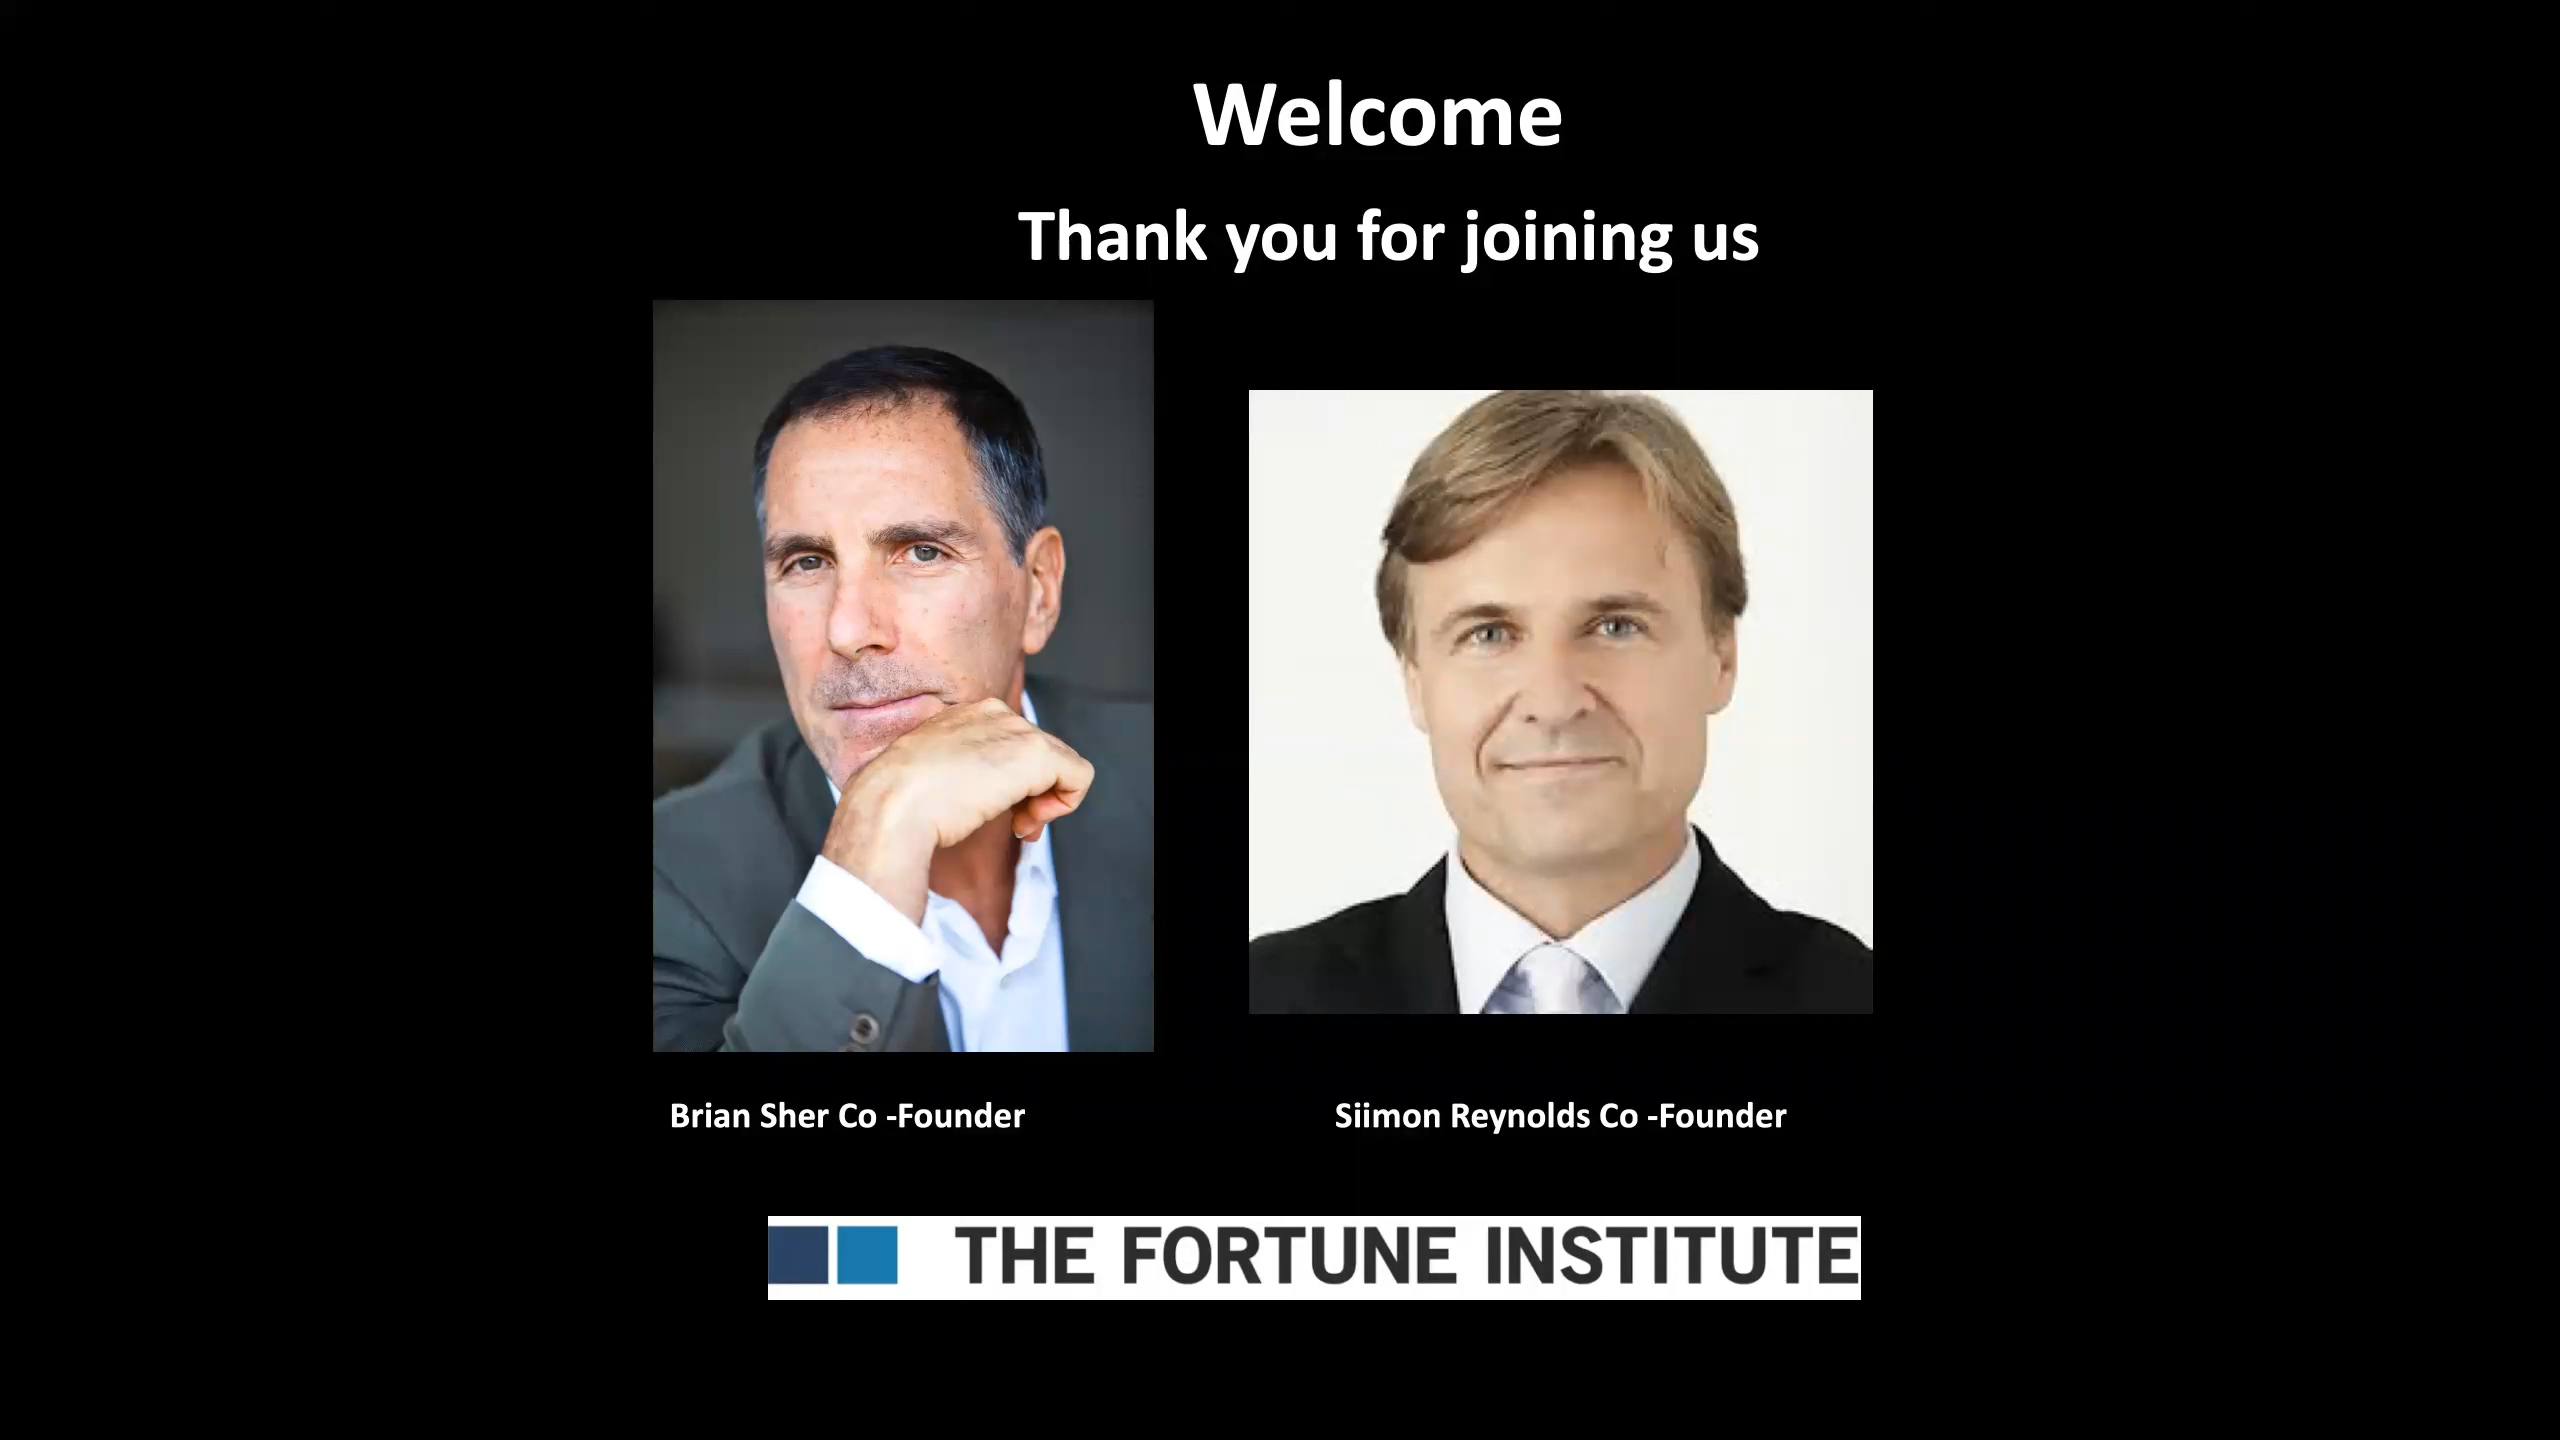 Welcome
Thank you for joining us
Brian Sher Co -Founder
Siimon Reynolds Co -Founder
THE FORTUNE INSTITUTE